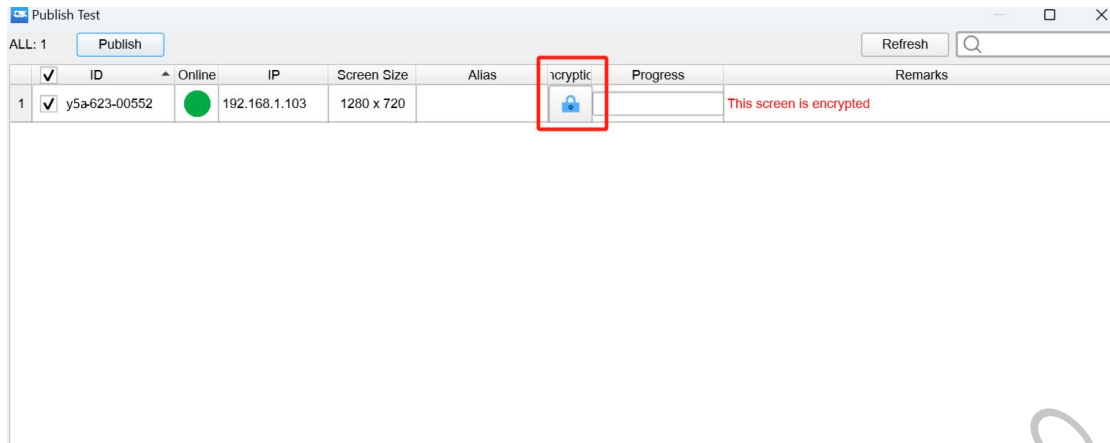 Publish Test
ALL: 1 Publish Refresh
ID Online IP Screen Size Alias ncryptic Progress Remarks
1 y5a-623-00552 192.168.1.103 1280 x 720 This screen is encrypted